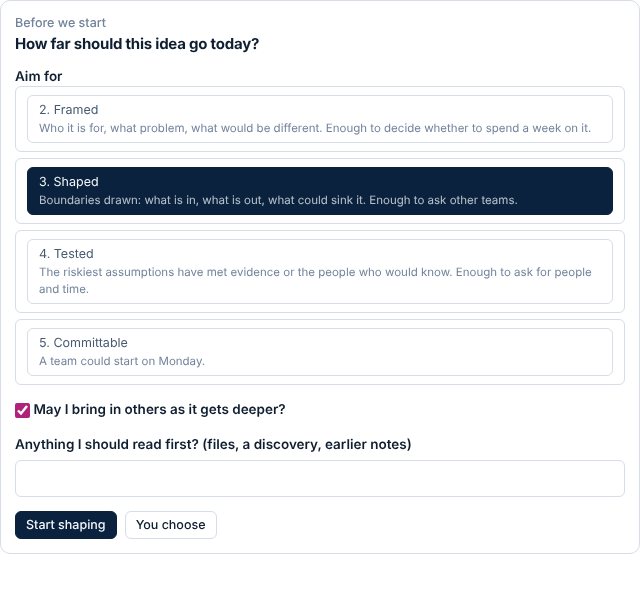 Before we start
How far should this idea go today?
Aim for
2. Framed
Who it is for, what problem, what would be different. Enough to decide whether to spend a week on it.
3. Shaped
Boundaries drawn: what is in, what is out, what could sink it. Enough to ask other teams.
4. Tested
The riskiest assumptions have met evidence or the people who would know. Enough to ask for people
and time.
5. Committable
A team could start on Monday.
May I bring in others as it gets deeper?
Anything I should read first? (files, a discovery, earlier notes)
Start shaping
You choose